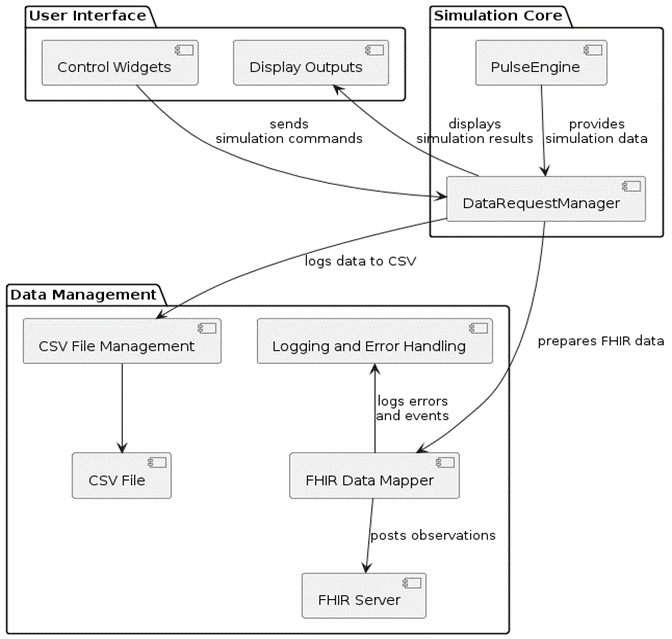 User Interface
Simulation Core
Control Widgets
Display Outputs
PulseEngine
sends
simulation commands
displays
simulation results
provides
simulation data
DataRequestManager
logs data to CSV
Data Management
prepares FHIR data
CSV File Management
Logging and Error Handling
logs errors
and events
CSV File
FHIR Data Mapper
posts observations
FHIR Server